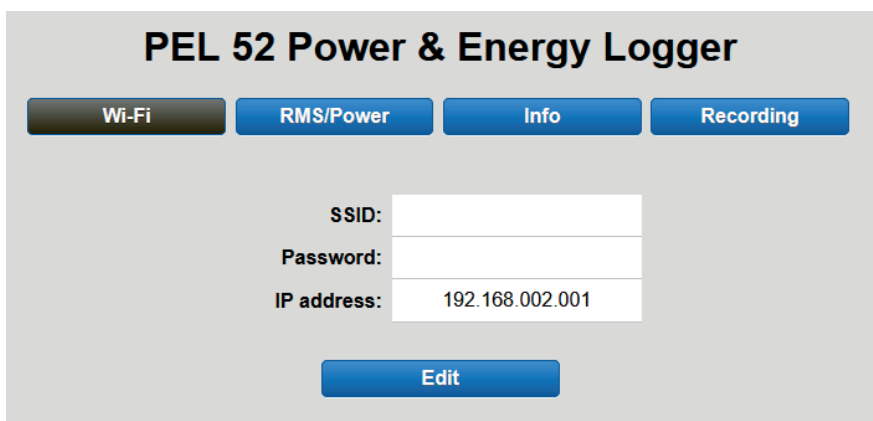 PEL 52 Power & Energy Logger
Wi-Fi RMS/Power Info Recording
SSID:
Password:
IP address: 192.168.002.001
Edit